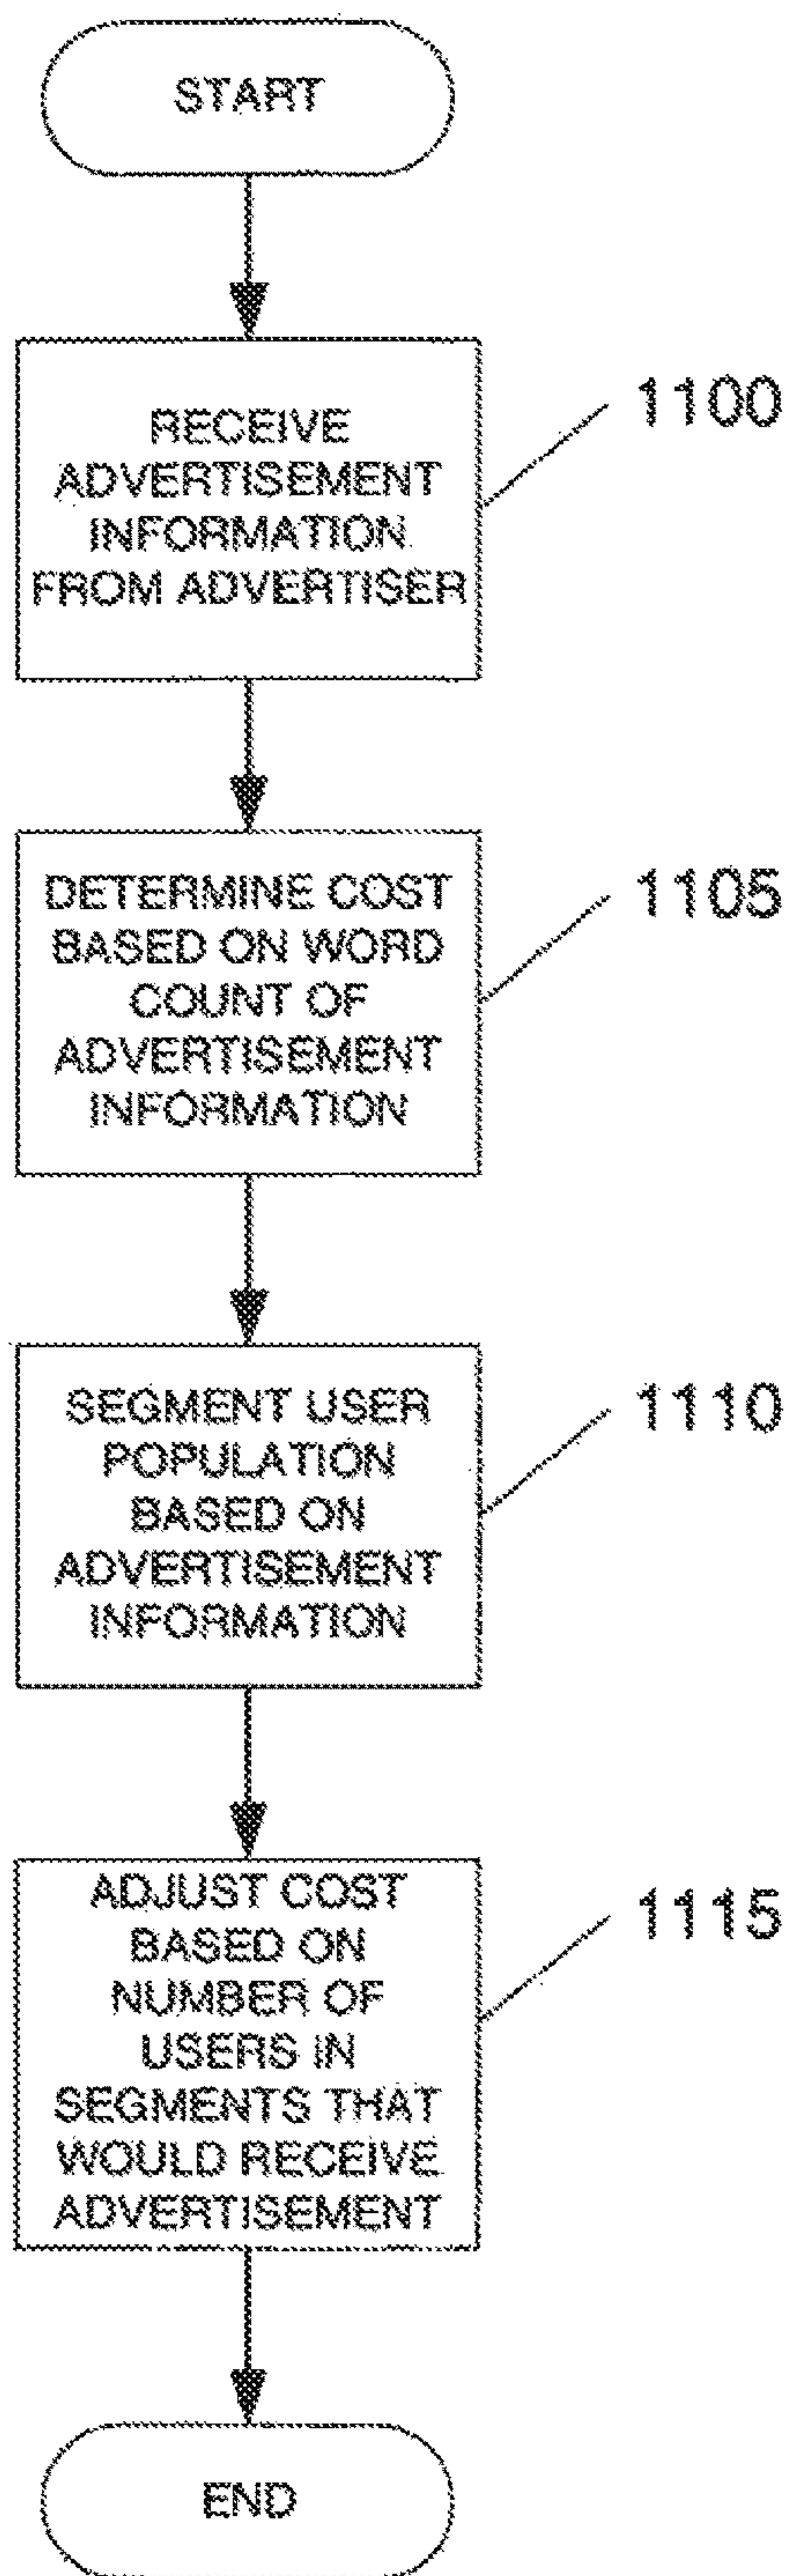 START
RECEIVE
ADVERTISEMENT
INFORMATION
FROM ADVERTISER
1100
DETERMINE COST
BASED ON WORD
COUNT OF
ADVERTISEMENT
INFORMATION
1105
SEGMENT USER
POPULATION
BASED ON
ADVERTISEMENT
INFORMATION
1110
ADJUST COST
BASED ON
NUMBER OF
USERS IN
SEGMENTS THAT
WOULD RECEIVE
ADVERTISEMENT
1115
END